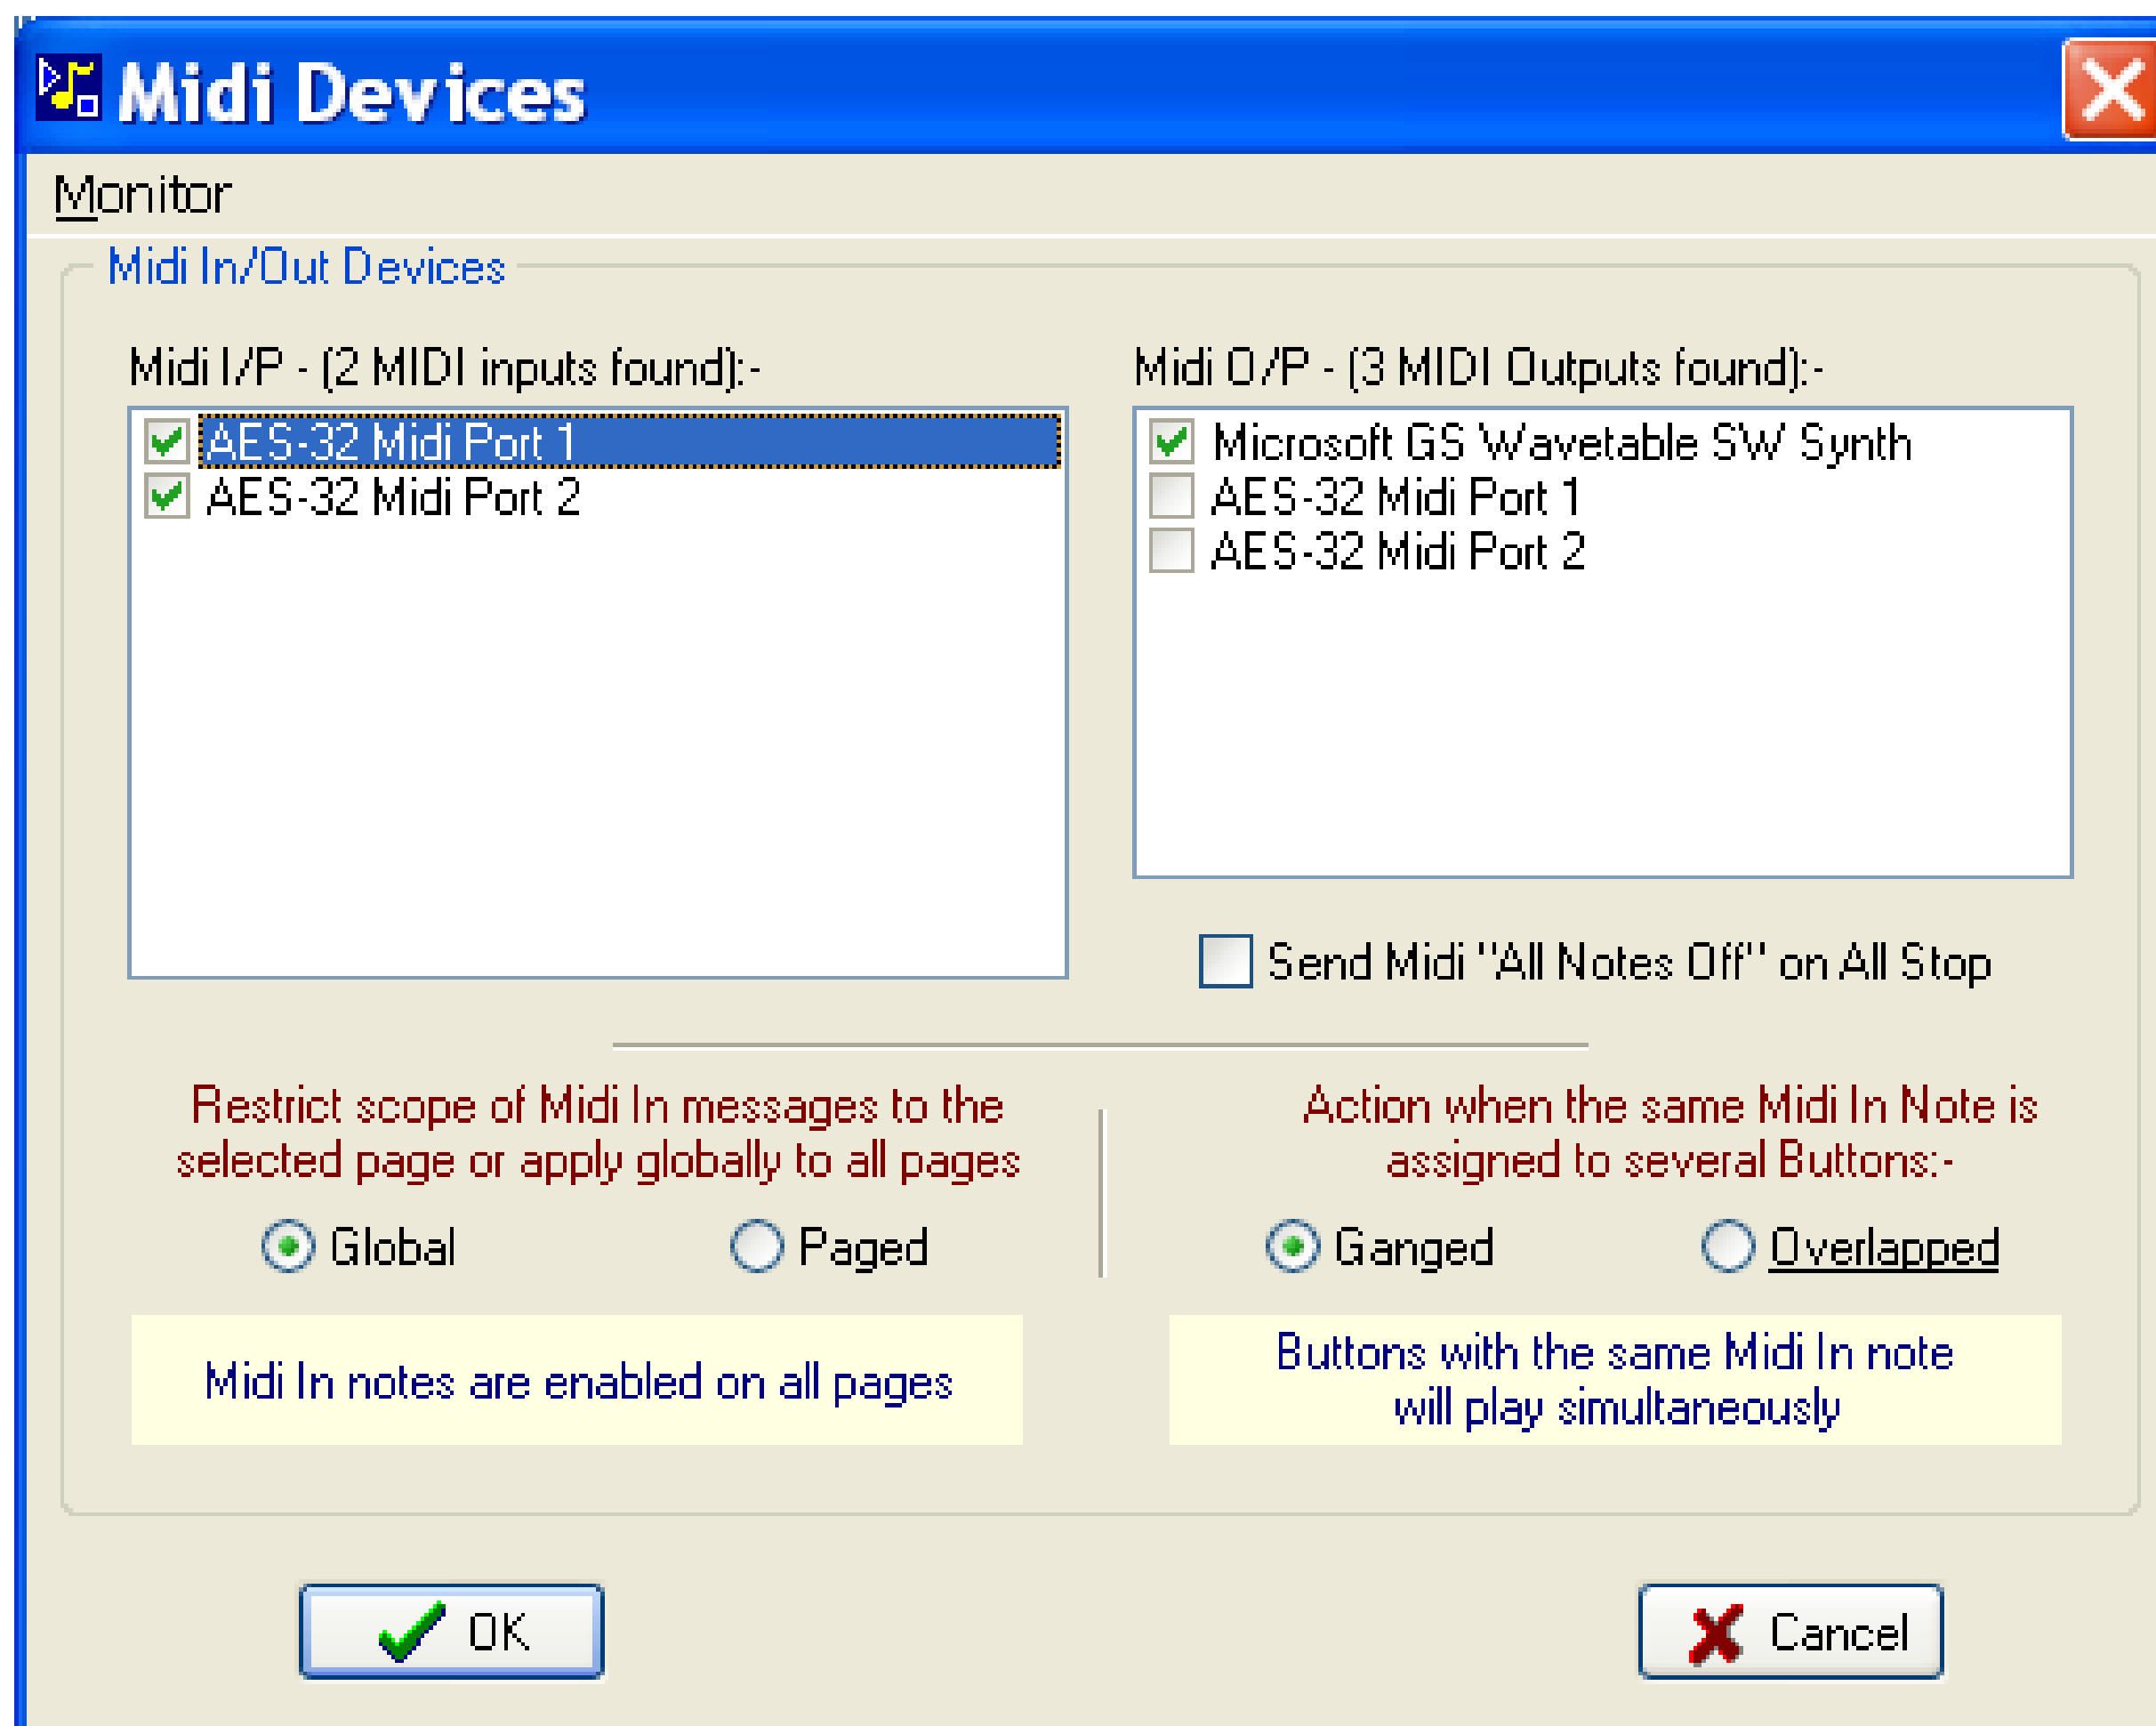 Midi Devices
Monitor
Midi In/Out Devices
Midi I/P - (2 MIDI inputs found):-
AES-32 Midi Port 1
AES-32 Midi Port 2
Midi O/P - (3 MIDI Outputs found):-
Microsoft GS Wavetable SW Synth
AES-32 Midi Port 1
AES-32 Midi Port 2
Send Midi "All Notes Off" on All Stop
Restrict scope of Midi In messages to the
selected page or apply globally to all pages
Global
Paged
Midi In notes are enabled on all pages
Action when the same Midi In Note is
assigned to several Buttons:-
Ganged
Overlapped
Buttons with the same Midi In note
will play simultaneously
OK
Cancel